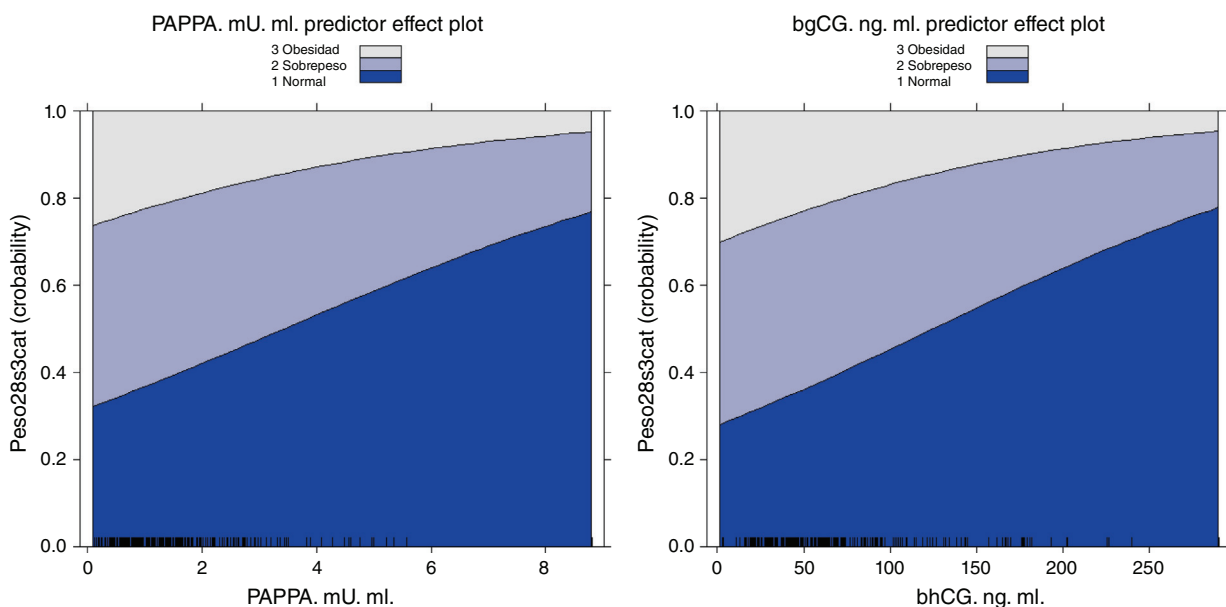 PAPPA. mU. ml. predictor effect plot
3 Obesidad
2 Sobrepeso
1 Normal
1.0
0.8
0.6
0.4
0.2
0.0
Peso28s3cat (crobability)
0 2 4 6 8
PAPPA. mU. ml.
bgCG. ng. ml. predictor effect plot
3 Obesidad
2 Sobrepeso
1 Normal
1.0
0.8
0.6
0.4
0.2
0.0
Peso28s3cat (crobability)
0 50 100 150 200 250
bhCG. ng. ml.